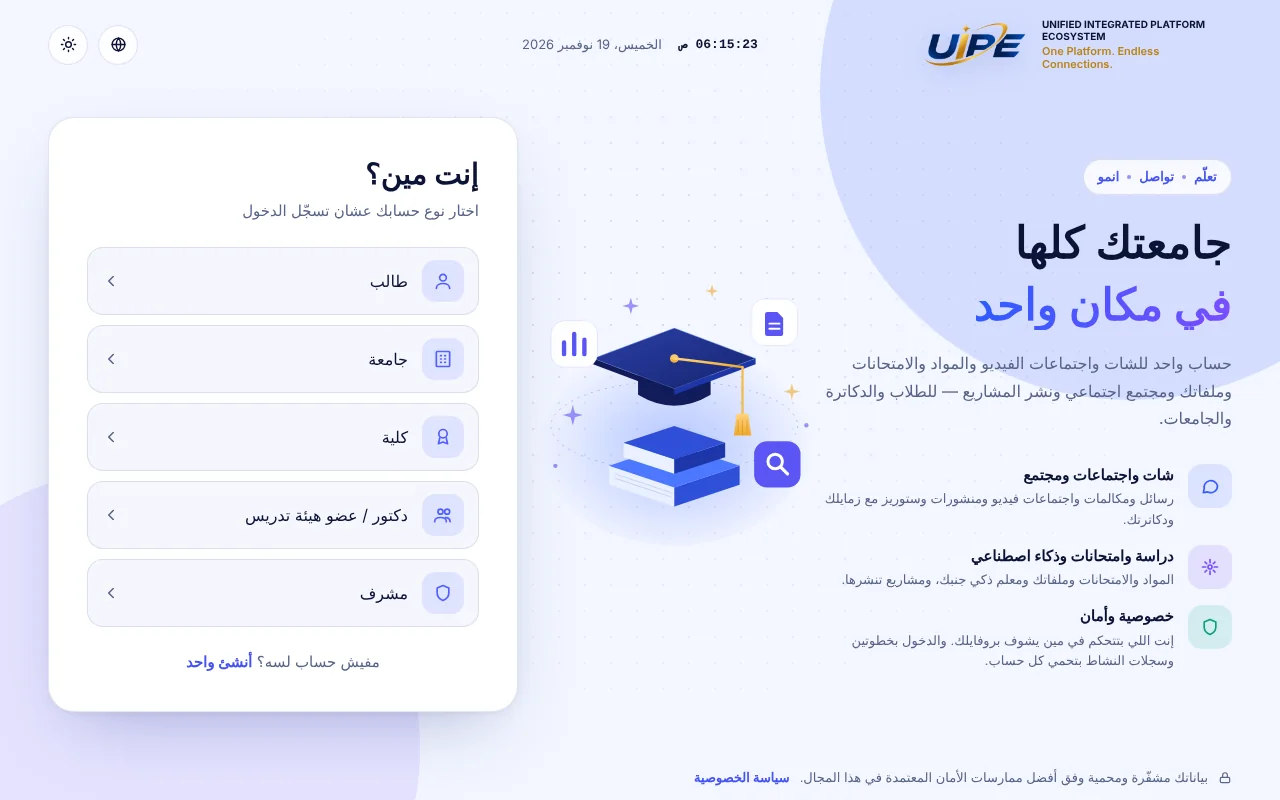 UiPE
UNIFIED INTEGRATED PLATFORM
ECOSYSTEM
One Platform. Endless
Connections.
06:15:23 ص
الخميس، 19 نوفمبر 2026
تعلّم • تواصل • انمو
جامعتك كلها
في مكان واحد
حساب واحد للشات واجتماعات الفيديو والمواد والامتحانات
وملفاتك ومجتمع اجتماعي ونشر المشاريع — للطلاب والدكاترة
والجامعات.
شات واجتماعات ومجتمع
رسائل ومكالمات واجتماعات فيديو ومنشورات وستوريز مع زمايلك
ودكاترتك.
دراسة وامتحانات وذكاء اصطناعي
المواد والامتحانات وملفاتك ومعلم ذكي جنبك، ومشاريع تنشرها.
خصوصية وأمان
إنت اللي بتتحكم في مين يشوف بروفايلك. والدخول بخطوتين
وسجلات النشاط بتحمي كل حساب.
إنت مين؟
اختار نوع حسابك عشان تسجّل الدخول
طالب
جامعة
كلية
دكتور / عضو هيئة تدريس
مشرف
مفيش حساب لسه؟ أنشئ واحد
بياناتك مشفّرة ومحمية وفق أفضل ممارسات الأمان المعتمدة في هذا المجال. سياسة الخصوصية